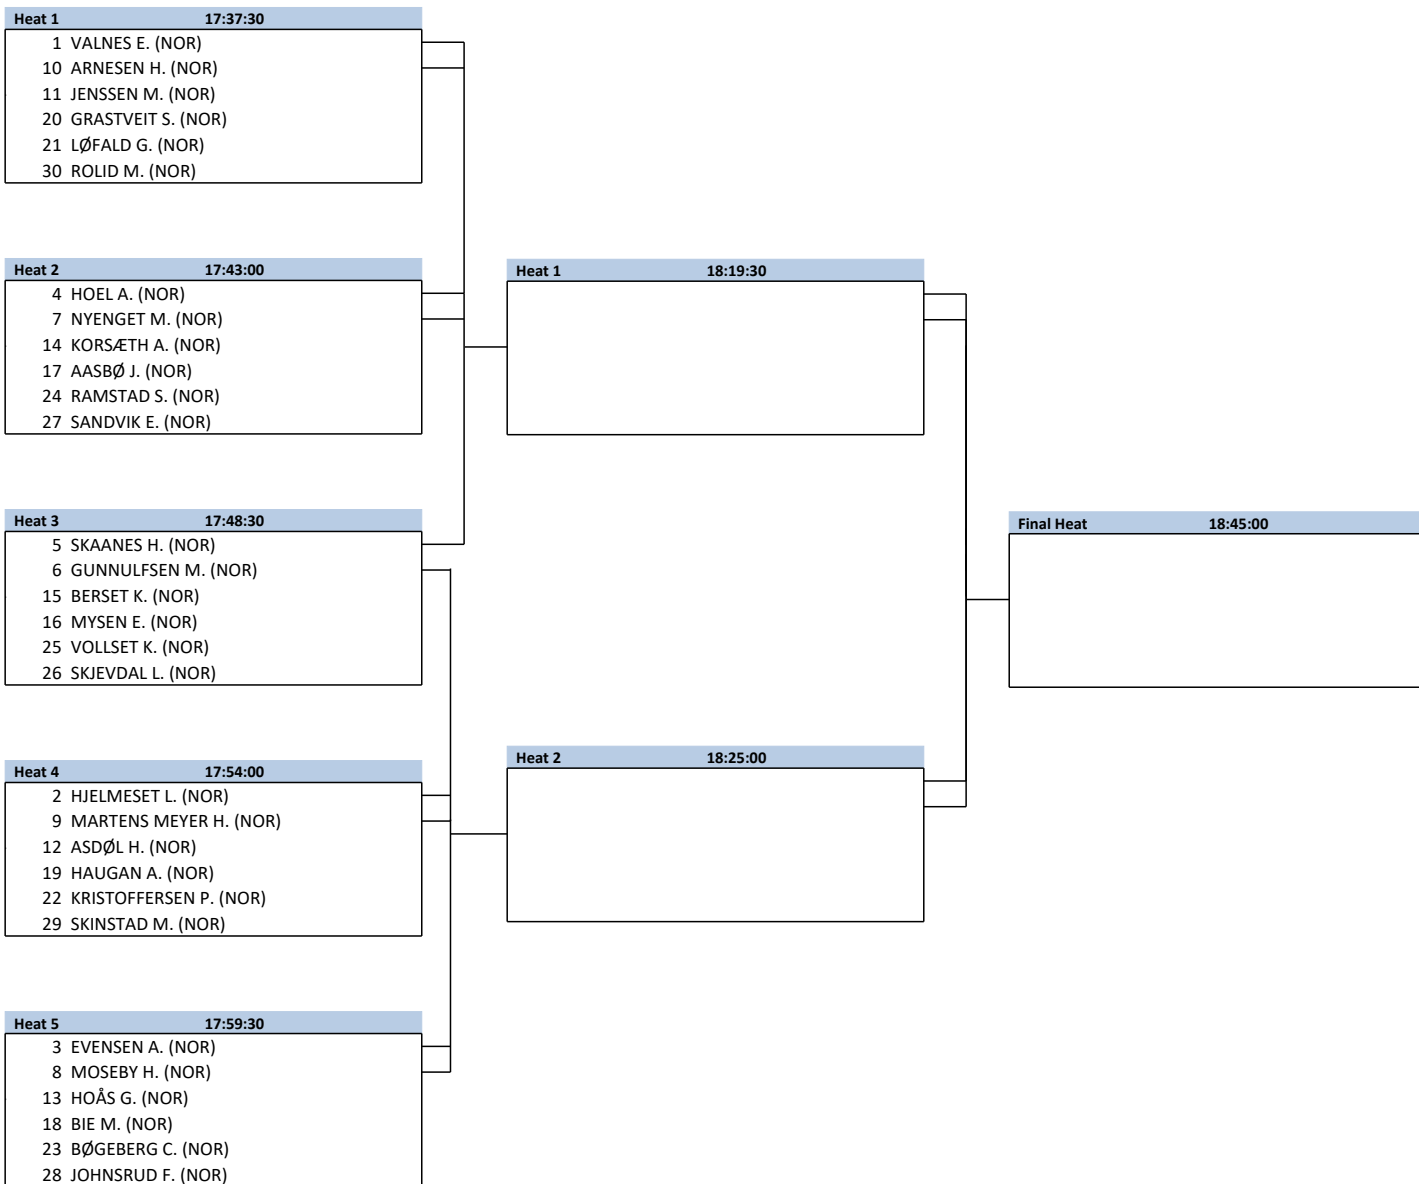 Heat 1 17:37:30
1 VALNES E. (NOR)
10 ARNESEN H. (NOR)
11 JENSSEN M. (NOR)
20 GRASTVEIT S. (NOR)
21 LØFALD G. (NOR)
30 ROLID M. (NOR)
Heat 2 17:43:00
4 HOEL A. (NOR)
7 NYENGET M. (NOR)
14 KORSÆTH A. (NOR)
17 AASBØ J. (NOR)
24 RAMSTAD S. (NOR)
27 SANDVIK E. (NOR)
Heat 3 17:48:30
5 SKAANES H. (NOR)
6 GUNNULFSEN M. (NOR)
15 BERSET K. (NOR)
16 MYSEN E. (NOR)
25 VOLLSET K. (NOR)
26 SKJEVDAL L. (NOR)
Heat 4 17:54:00
2 HJELMESET L. (NOR)
9 MARTENS MEYER H. (NOR)
12 ASDØL H. (NOR)
19 HAUGAN A. (NOR)
22 KRISTOFFERSEN P. (NOR)
29 SKINSTAD M. (NOR)
Heat 5 17:59:30
3 EVENSEN A. (NOR)
8 MOSEBY H. (NOR)
13 HOÅS G. (NOR)
18 BIE M. (NOR)
23 BØGEBERG C. (NOR)
28 JOHNSRUD F. (NOR)
Heat 1 18:19:30
Heat 2 18:25:00
Final Heat 18:45:00